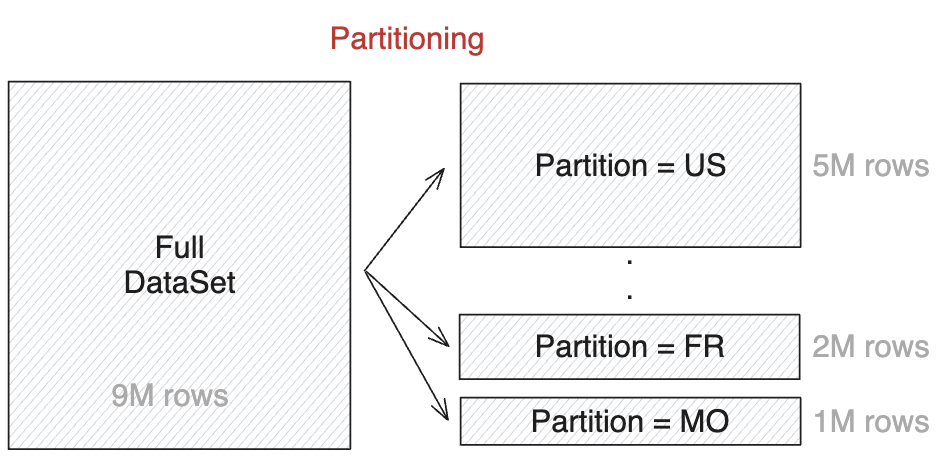 Partitioning
Full
DataSet
9M rows
Partition = US
5M rows
.
.
Partition = FR
2M rows
Partition = MO
1M rows